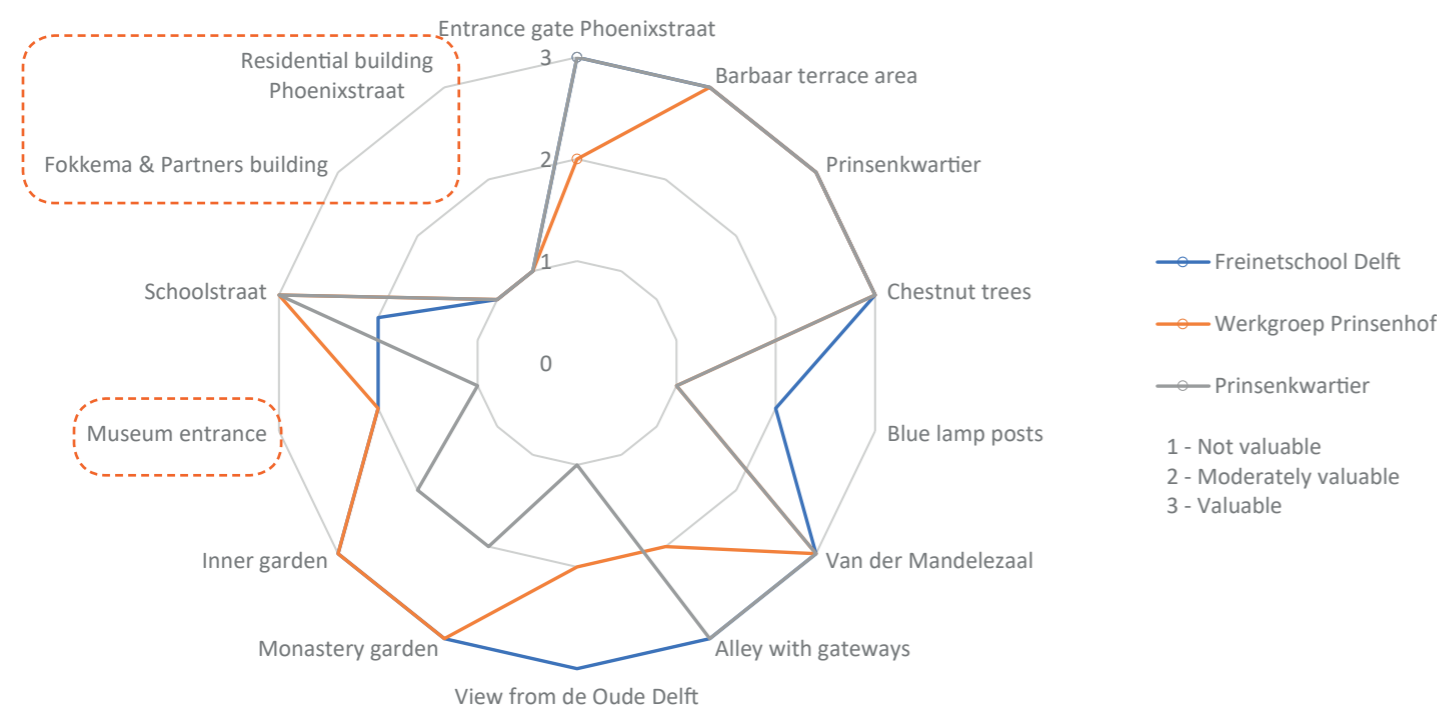 Entrance gate Phoenixstraat
Residential building
Phoenixstraat
3
Barbaar terrace area
Fokkema & Partners building
2
Prinsenkwartier
1
Schoolstraat
Chestnut trees
0
Museum entrance
Blue lamp posts
Inner garden
Van der Mandelezaal
Monastery garden
Alley with gateways
View from de Oude Delft
Freinetschool Delft
Werkgroep Prinsenhof
Prinsenkwartier
1 - Not valuable
2 - Moderately valuable
3 - Valuable